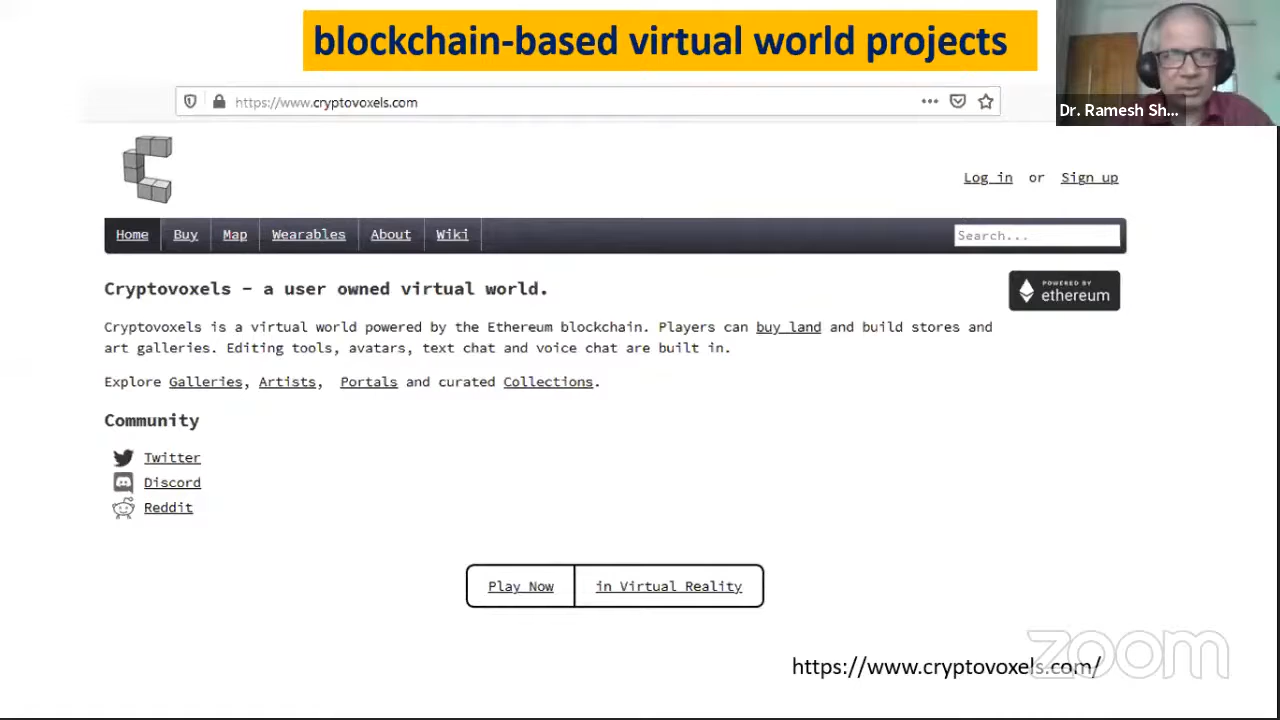 blockchain-based virtual world projects
Dr. Ramesh Sh...
https://www.cryptovoxels.com
Log in or Sign up
Home Buy Map Wearables About Wiki
Search...
Cryptovoxels - a user owned virtual world.
POWERED BY
ethereum
Cryptovoxels is a virtual world powered by the Ethereum blockchain. Players can buy land and build stores and
art galleries. Editing tools, avatars, text chat and voice chat are built in.
Explore Galleries, Artists, Portals and curated Collections.
Community
Twitter
Discord
Reddit
Play Now in Virtual Reality
https://www.cryptovoxels.com/
zoom